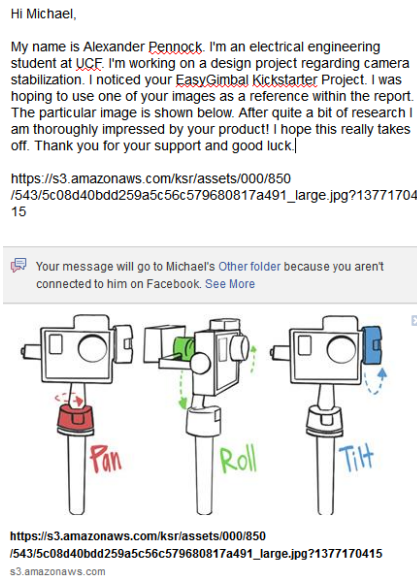 Hi Michael,
My name is Alexander Pennock. I'm an electrical engineering
student at UCF. I'm working on a design project regarding camera
stabilization. I noticed your EasyGimbal Kickstarter Project. I was
hoping to use one of your images as a reference within the report.
The particular image is shown below. After quite a bit of research I
am thoroughly impressed by your product! I hope this really takes
off. Thank you for your support and good luck.
https://s3.amazonaws.com/ksr/assets/000/850
/543/5c08d40bdd259a5c56c579680817a491_large.jpg?13771704
15
Your message will go to Michael's Other folder because you aren't
connected to him on Facebook. See More
Pan
Roll
Tilt
https://s3.amazonaws.com/ksr/assets/000/850
/543/5c08d40bdd259a5c56c579680817a491_large.jpg?1377170415
s3.amazonaws.com